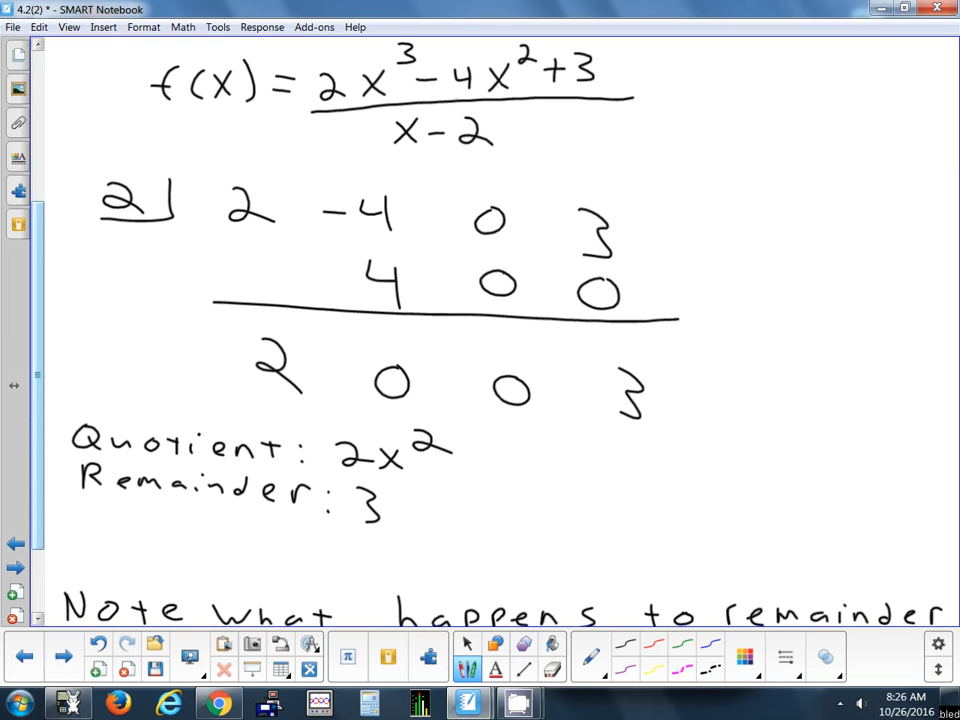 4.2(2) * - SMART Notebook
File Edit View Insert Format Math Tools Response Add-ons Help
f(x) = 2x³ - 4x² + 3
x - 2
2 | 2 -4 0 3
4 0 0
2 0 0 3
Quotient: 2x²
Remainder: 3
Note what happens to remainder
π
A
8:26 AM
10/26/2016
bled